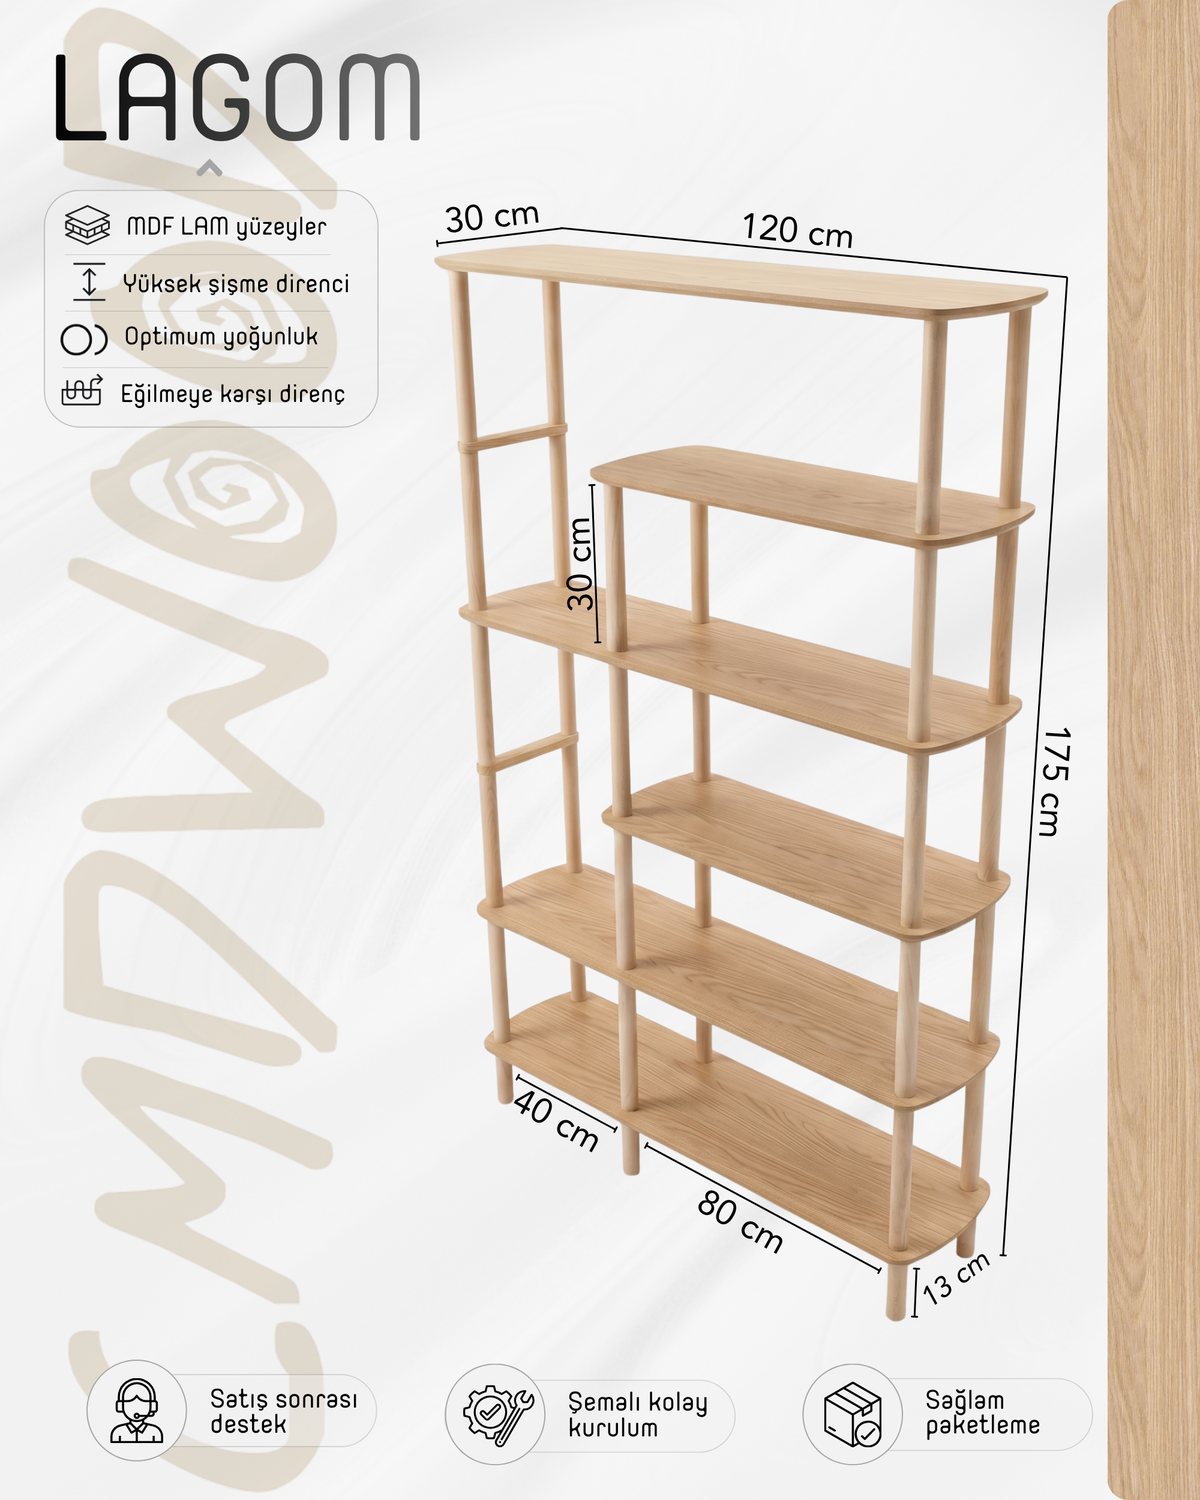 LAGOM
MDF LAM yüzeyler
Yüksek şişme direnci
Optimum yoğunluk
Eğilmeye karşı direnç
30 cm
120 cm
30 cm
175 cm
40 cm
80 cm
13 cm
CMDWOOD
Satış sonrası
destek
Şemalı kolay
kurulum
Sağlam
paketleme